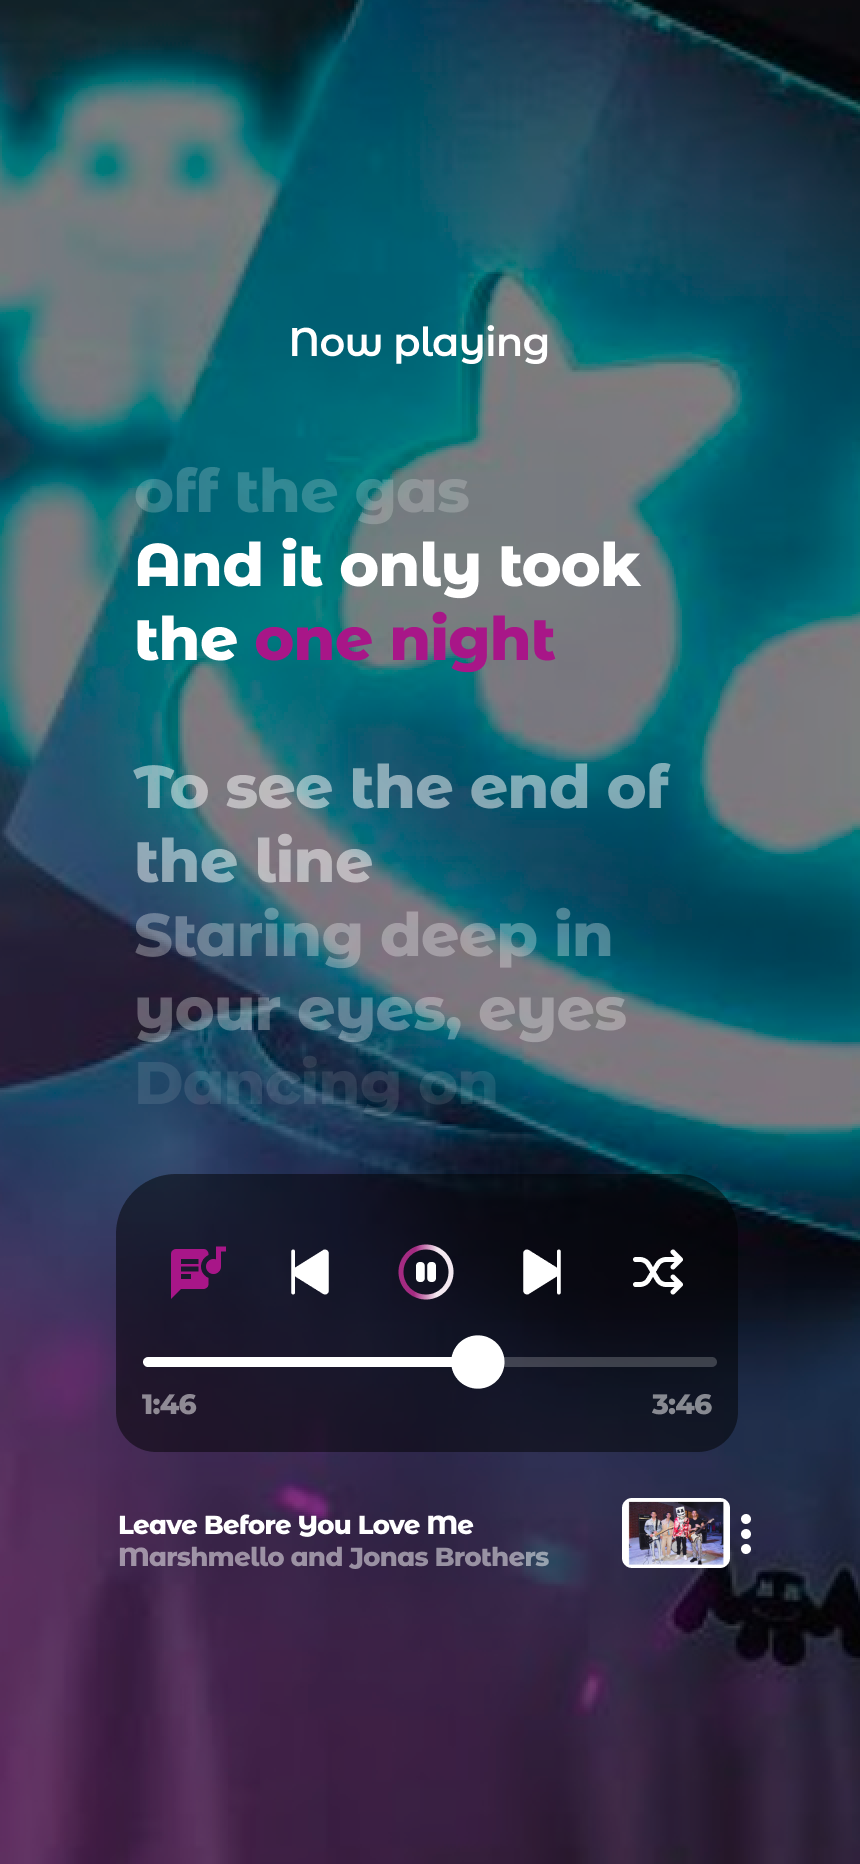 Now playing
off the gas
And it only took
the one night
To see the end of
the line
Staring deep in
your eyes, eyes
Dancing on
1:46
3:46
Leave Before You Love Me
Marshmello and Jonas Brothers